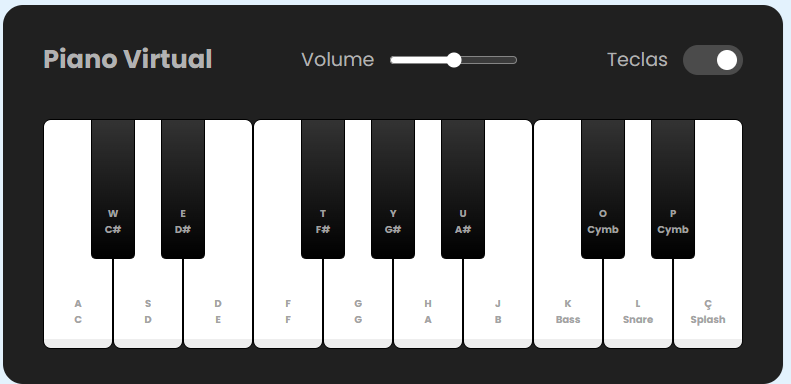 Piano Virtual
Volume
Teclas
W
C#
E
D#
T
F#
Y
G#
U
A#
O
Cymb
P
Cymb
A
C
S
D
D
E
F
F
G
G
H
A
J
B
K
Bass
L
Snare
Ç
Splash